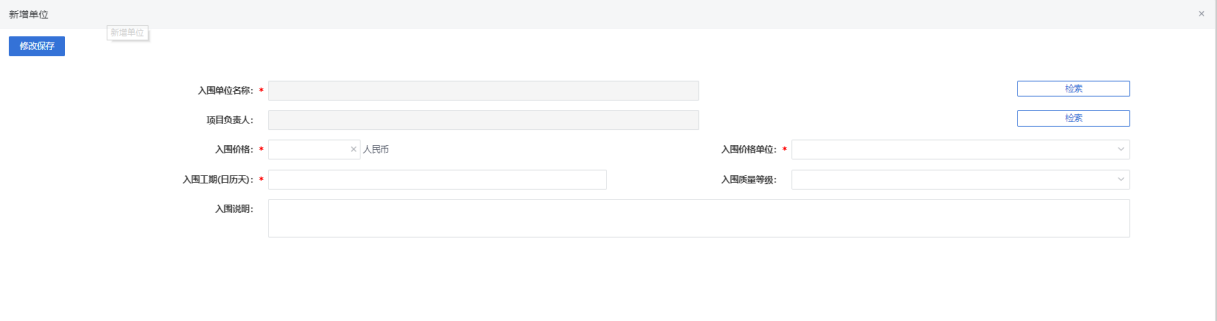 新增单位
×
新增单位
修改保存
入围单位名称: *
检索
项目负责人:
检索
入围价格: *
× 人民币
入围价格单位: *
入围工期(日历天): *
入围质量等级:
入围说明: